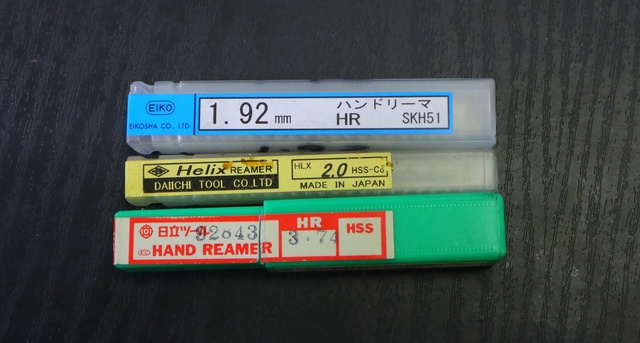 EIKO
EIKOSHA CO., LTD.
1.92 mm
ハンドリーマ
HR SKH51
Helix REAMER
DAIICHI TOOL CO.,LTD
HLX
2.0 HSS-Co
MADE IN JAPAN
日立ツール
HAND REAMER
HR
3.74
HSS